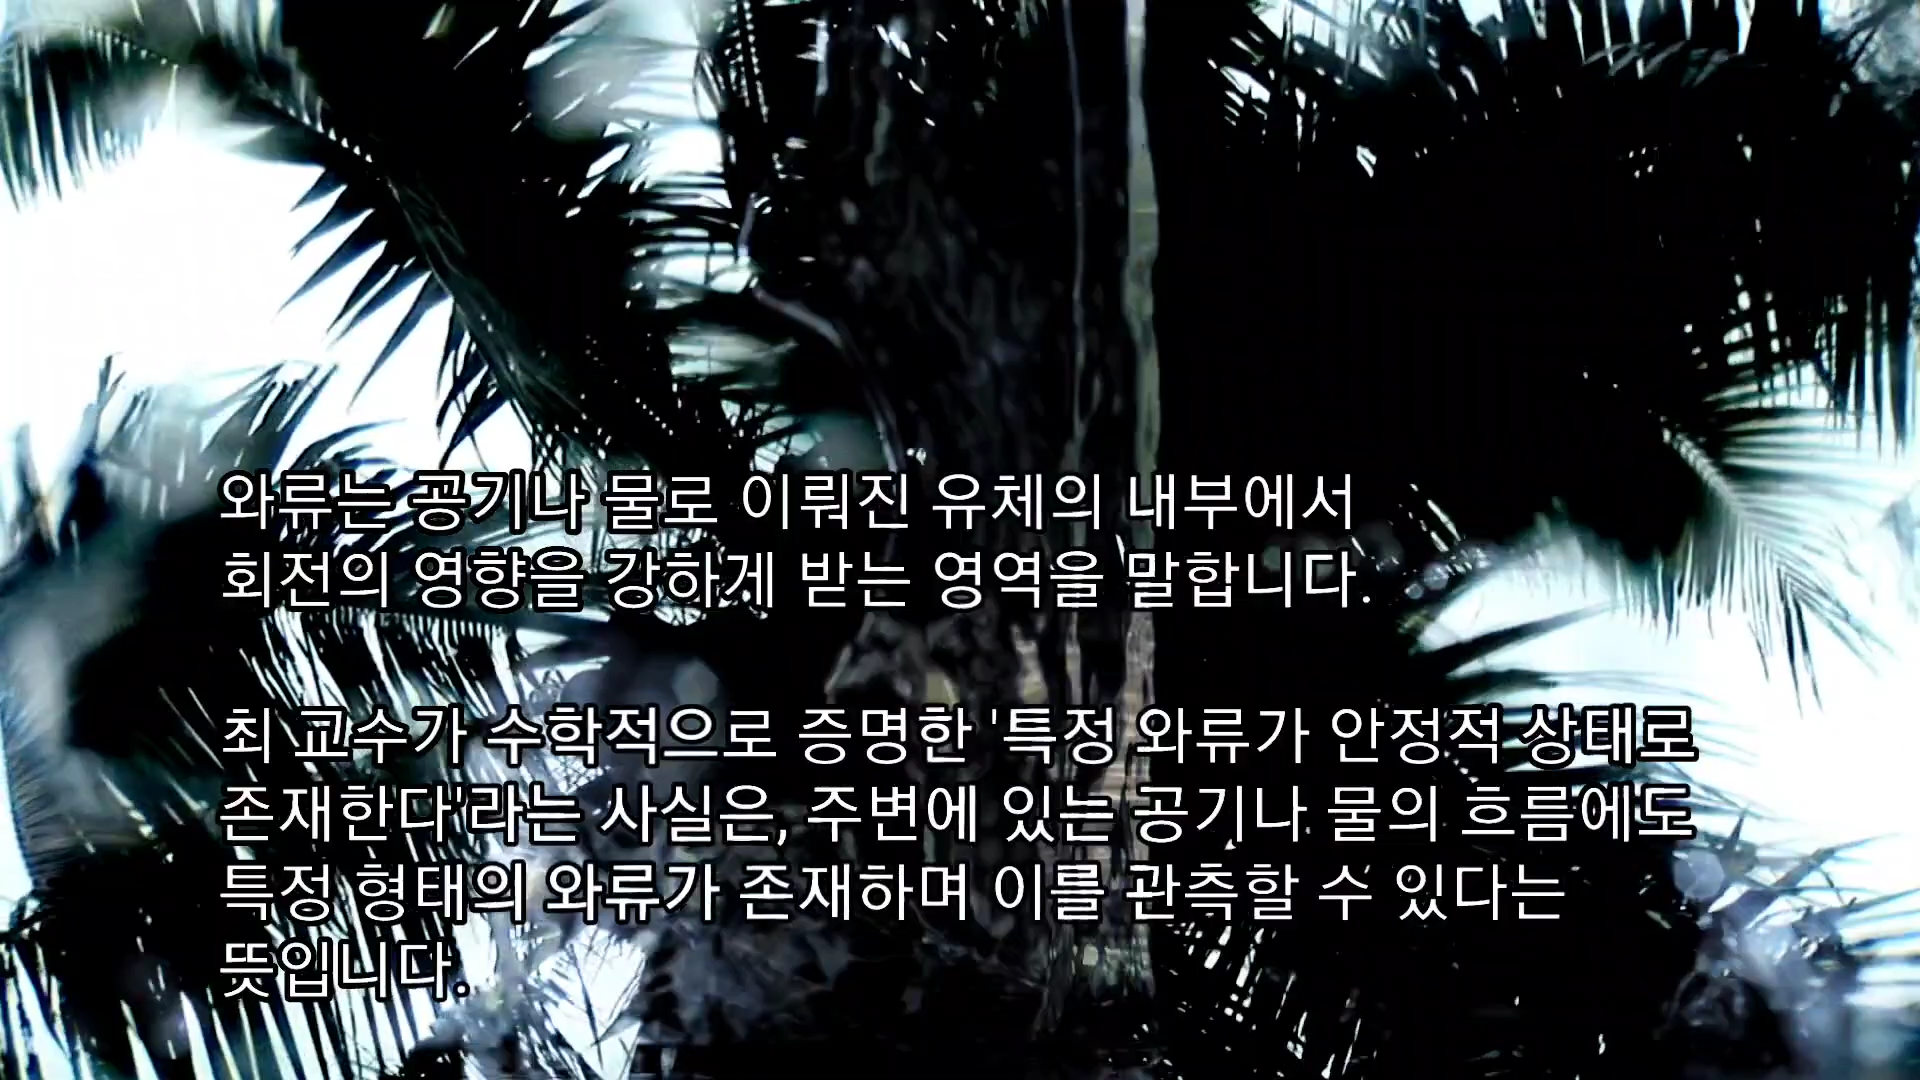 와류는 공기나 물로 이뤄진 유체의 내부에서
회전의 영향을 강하게 받는 영역을 말합니다.
최 교수가 수학적으로 증명한 '특정 와류가 안정적 상태로
존재한다'라는 사실은, 주변에 있는 공기나 물의 흐름에도
특정 형태의 와류가 존재하며 이를 관측할 수 있다는
뜻입니다.